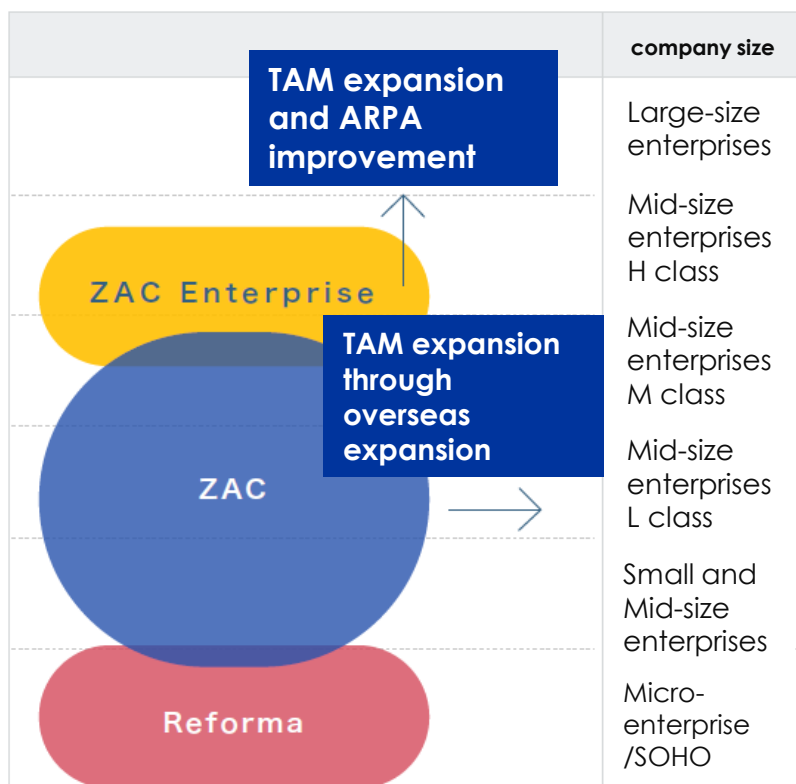 company size
TAM expansion
and ARPA
improvement
Large-size
enterprises
Mid-size
enterprises
H class
ZAC Enterprise
TAM expansion
through
overseas
expansion
Mid-size
enterprises
M class
ZAC
Mid-size
enterprises
L class
Small and
Mid-size
enterprises
Reforma
Micro-
enterprise
/SOHO